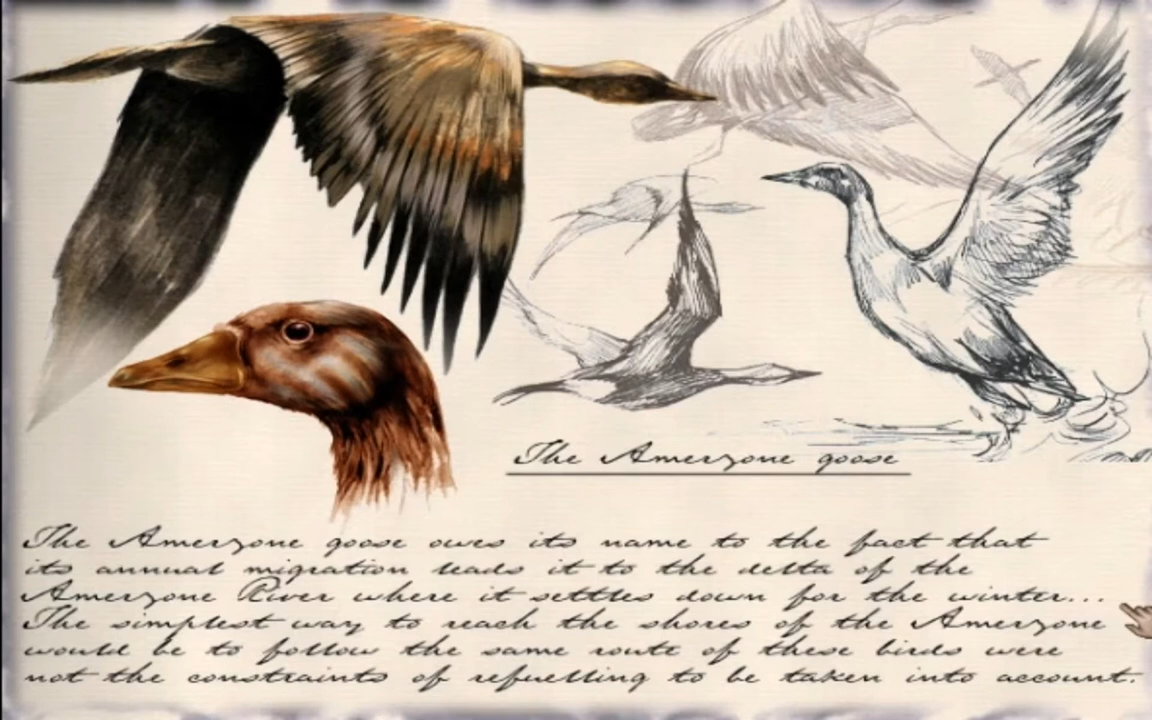 The Amerzone goose
The Amerzone goose owes its name to the fact that
its annual migration leads it to the delta of the
Amerzone River where it settles down for the winter...
The simplest way to reach the shores of the Amerzone
would be to follow the same route of these birds were
not the constraints of refuelling to be taken into account.